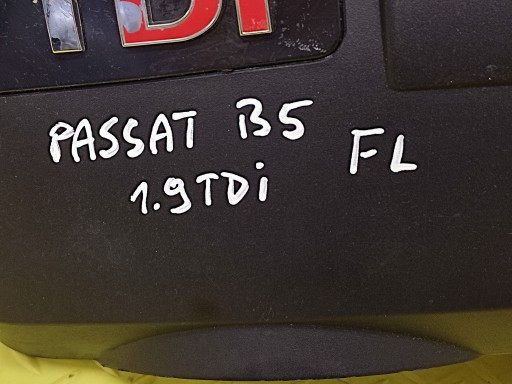 TDI
PASSAT B5 FL
1.9TDi